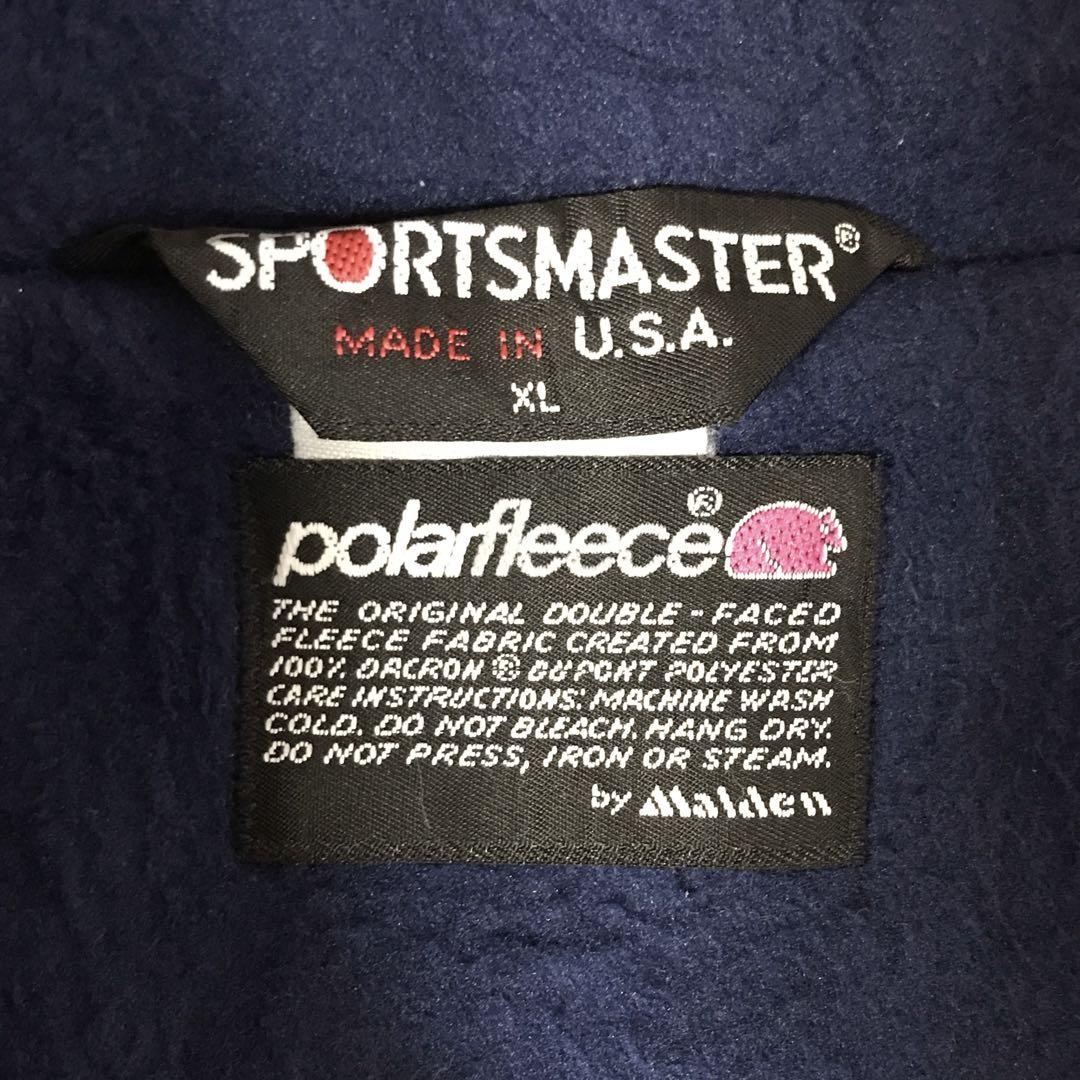 SPORTSMASTER®
MADE IN U.S.A.
XL
polarfleece®
THE ORIGINAL DOUBLE-FACED
FLEECE FABRIC CREATED FROM
100% DACRON® DUPONT POLYESTER
CARE INSTRUCTIONS: MACHINE WASH
COLD. DO NOT BLEACH. HANG DRY.
DO NOT PRESS, IRON OR STEAM.
by Malden